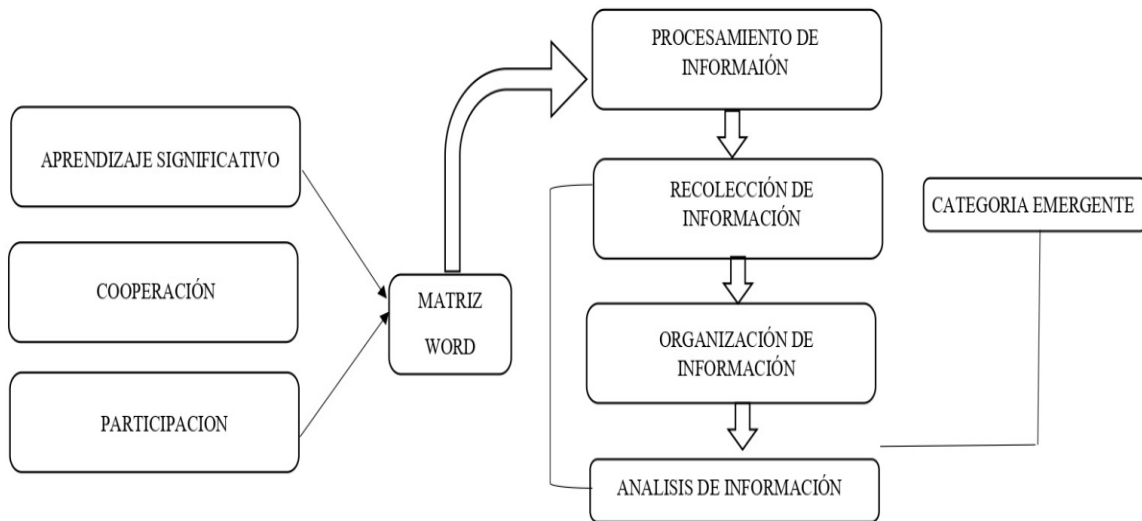 APRENDIZAJE SIGNIFICATIVO
COOPERACIÓN
PARTICIPACION
MATRIZ
WORD
PROCESAMIENTO DE
INFORMAIÓN
RECOLECCIÓN DE
INFORMACIÓN
ORGANIZACIÓN DE
INFORMACIÓN
ANALISIS DE INFORMACIÓN
CATEGORIA EMERGENTE